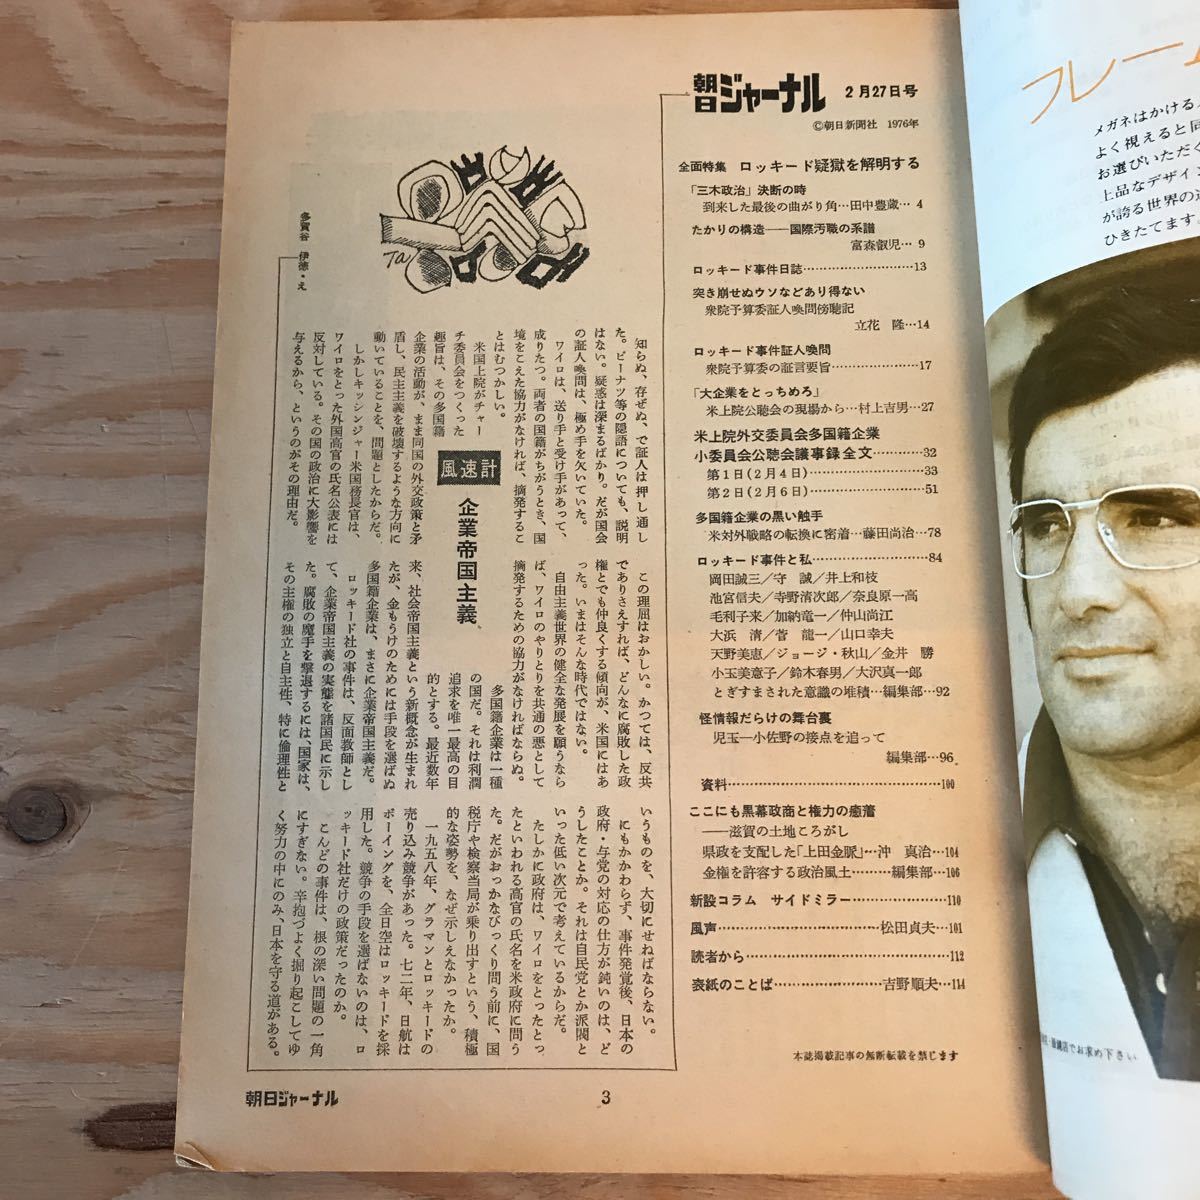 朝日ジャーナル 2月27日号
©朝日新聞社 1976年
全面特集 ロッキード疑獄を解明する
「三木政治」決断の時
到来した最後の曲がり角…田中豊蔵… 4
たかりの構造――国際汚職の系譜
富森叡児… 9
ロッキード事件日誌………………………13
突き崩せぬウソなどあり得ない
衆院予算委証人喚問傍聴記
立花 隆…14
ロッキード事件証人喚問
衆院予算委の証言要旨…………………17
「大企業をとっちめろ」
米上院公聴会の現場から…村上吉男…27
米上院外交委員会多国籍企業
小委員会公聴会議事録全文……………32
第1日(2月4日)………………………33
第2日(2月6日)………………………51
多国籍企業の黒い触手
米対外戦略の転換に密着…藤田尚治…78
ロッキード事件と私………………………84
岡田誠三／守 誠／井上和枝
池宮信夫／寺野清次郎／奈良原一高
毛利子来／加納竜一／仲山尚江
大浜 清／菅 龍一／山口幸夫
天野美恵／ジョージ・秋山／金井 勝
小玉美意子／鈴木春男／大沢真一郎
とぎすまされた意識の堆積…編集部…92
怪情報だらけの舞台裏
児玉―小佐野の接点を追って
編集部…96
資料………………………………………100
ここにも黒幕政商と権力の癒着
――滋賀の土地ころがし
県政を支配した「上田金脈」…沖 真治…104
金権を許容する政治風土………編集部…106
新設コラム サイドミラー………………110
風声………………………………松田貞夫…101
読者から…………………………………112
表紙のことば……………………吉野順夫…114
本誌掲載記事の無断転載を禁じます
Ta
多賀谷 伊徳・え
風速計
企業帝国主義
知らぬ、存ぜぬ、で証人は押し通し
た。ピーナツ等の隠語についても、説明
はない。疑惑は深まるばかり。だが国会
の証人喚問は、極め手を欠いていた。
ワイロは、送り手と受け手があって、
成りたつ。両者の国籍がちがうとき、国
境をこえた協力がなければ、摘発するこ
とはむつかしい。
米国上院がチャー
チ委員会をつくった
趣旨は、その多国籍
企業の活動が、まま同国の外交政策と矛
盾し、民主主義を破壊するような方向に
動いていることを、問題としたからだ。
しかしキッシンジャー米国務長官は、
ワイロをとった外国高官の氏名公表には
反対している。その国の政治に大影響を
与えるから、というのがその理由だ。
この理屈はおかしい。かつては、反共
でありさえすれば、どんなに腐敗した政
権とでも仲良くする傾向が、米国にはあ
った。いまはそんな時代ではない。
自由主義世界の健全な発展を願うなら
ば、ワイロのやりとりを共通の悪として
摘発するための協力がなければならぬ。
多国籍企業は一種
の国だ。それは利潤
追求を唯一最高の目
的とする。最近数年
来、社会帝国主義という新概念が生まれ
たが、金もうけのためには手段を選ばぬ
多国籍企業は、まさに企業帝国主義だ。
ロッキード社の事件は、反面教師とし
て、企業帝国主義の実態を諸国民に示し
た。腐敗の魔手を撃退するには、国家は、
その主権の独立と自主性、特に倫理性と
いうものを、大切にせねばならない。
にもかかわらず、事件発覚後、日本の
政府・与党の対応の仕方が鈍いのは、ど
うしたことか。それは自民党とか派閥と
いった低い次元で考えているからだ。
たしかに政府は、ワイロをとったとっ
たといわれる高官の氏名を米政府に問う
た。だがおっかなびっくり問う前に、国
税庁や検察当局が乗り出すという、積極
的な姿勢を、なぜ示しえなかったか。
一九五八年、グラマンとロッキードの
売り込み競争があった。七二年、日航は
ボーイングを、全日空はロッキードを採
用した。競争の手段を選ばないのは、ロ
ッキード社だけの政策だったのか。
こんどの事件は、根の深い問題の一角
にすぎない。辛抱づよく掘り起こしてゆ
く努力の中にのみ、日本を守る道がある。
朝日ジャーナル
3
フレーム
メガネはかける
よく視えると同
お選びいただく
上品なデザイン
が誇る世界の
ひきたてます
店でお求め下さい